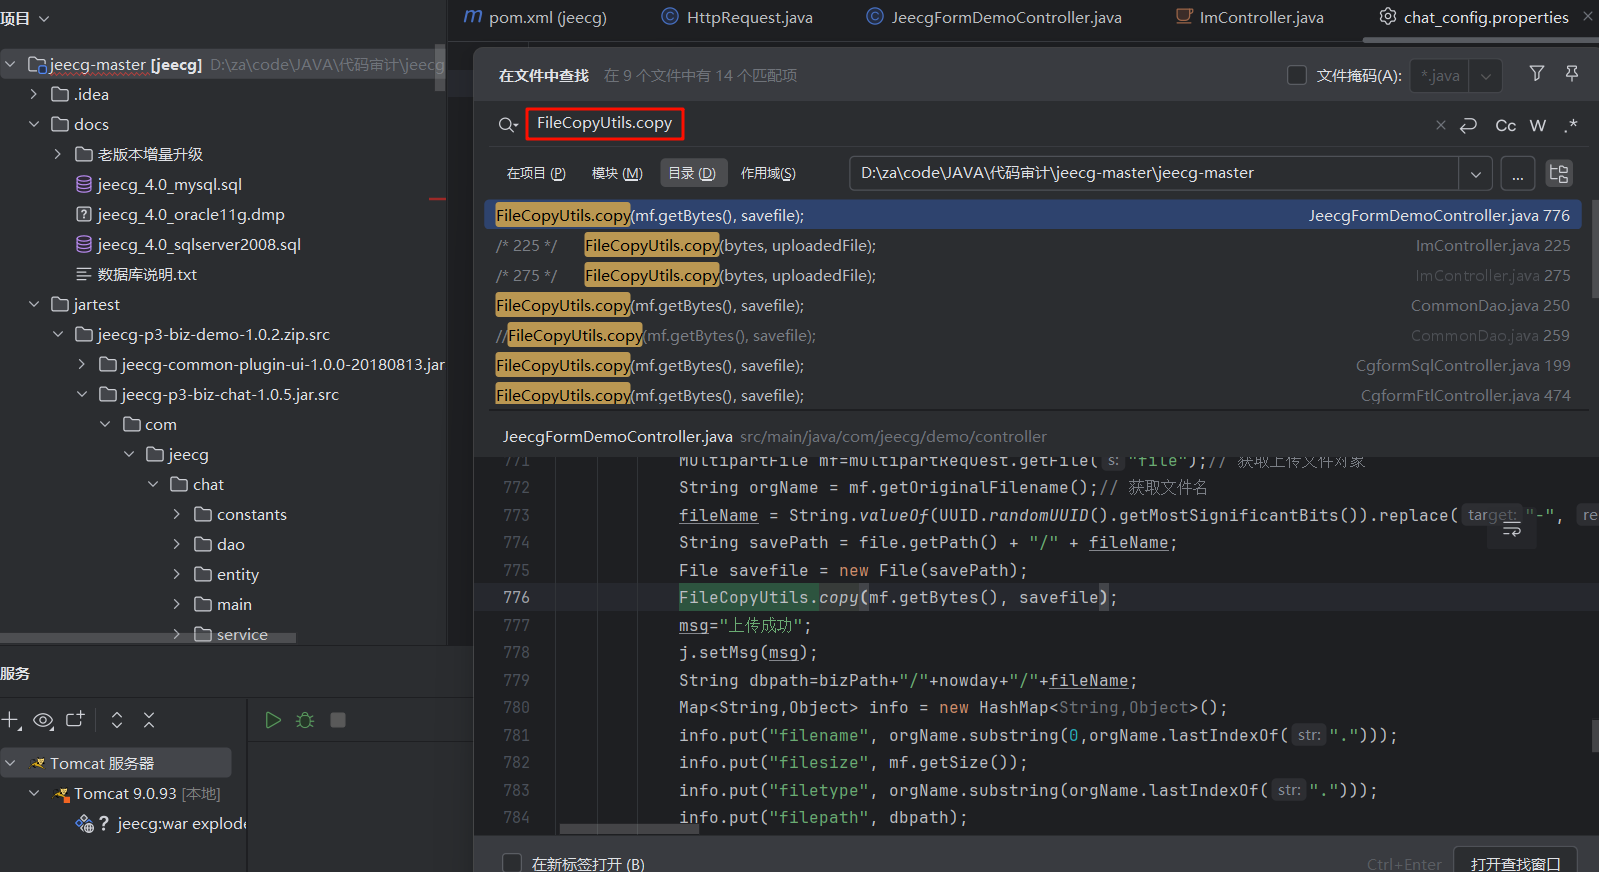 项目
pom.xml (jeecg)
HttpRequest.java
JeecgFormDemoController.java
ImController.java
chat_config.properties
jeecg-master [jeecg] D:\za\code\JAVA\代码审计\jeecg
.idea
docs
老版本增量升级
jeecg_4.0_mysql.sql
jeecg_4.0_oracle11g.dmp
jeecg_4.0_sqlserver2008.sql
数据库说明.txt
jartest
jeecg-p3-biz-demo-1.0.2.zip.src
jeecg-common-plugin-ui-1.0.0-20180813.jar
jeecg-p3-biz-chat-1.0.5.jar.src
com
jeecg
chat
constants
dao
entity
main
service
服务
Tomcat 服务器
Tomcat 9.0.93 [本地]
? jeecg:war explode
在文件中查找 在 9 个文件中有 14 个匹配项
文件掩码(A): *.java
FileCopyUtils.copy
Cc W .*
在项目 (P) 模块 (M) 目录 (D) 作用域(S)
D:\za\code\JAVA\代码审计\jeecg-master\jeecg-master
...
FileCopyUtils.copy(mf.getBytes(), savefile); JeecgFormDemoController.java 776
/* 225 */ FileCopyUtils.copy(bytes, uploadedFile); ImController.java 225
/* 275 */ FileCopyUtils.copy(bytes, uploadedFile); ImController.java 275
FileCopyUtils.copy(mf.getBytes(), savefile); CommonDao.java 250
//FileCopyUtils.copy(mf.getBytes(), savefile); CommonDao.java 259
FileCopyUtils.copy(mf.getBytes(), savefile); CgformSqlController.java 199
FileCopyUtils.copy(mf.getBytes(), savefile); CgformFtlController.java 474
JeecgFormDemoController.java src/main/java/com/jeecg/demo/controller
771 MultipartFile mf=multipartRequest.getFile( s: "file");// 获取上传文件对象
772 String orgName = mf.getOriginalFilename();// 获取文件名
773 fileName = String.valueOf(UUID.randomUUID().getMostSignificantBits()).replace( target: "-", re
774 String savePath = file.getPath() + "/" + fileName;
775 File savefile = new File(savePath);
776 FileCopyUtils.copy(mf.getBytes(), savefile);
777 msg="上传成功";
778 j.setMsg(msg);
779 String dbpath=bizPath+"/"+nowday+"/"+fileName;
780 Map<String,Object> info = new HashMap<String,Object>();
781 info.put("filename", orgName.substring(0,orgName.lastIndexOf( str: ".")));
782 info.put("filesize", mf.getSize());
783 info.put("filetype", orgName.substring(orgName.lastIndexOf( str: ".")));
784 info.put("filepath", dbpath);
在新标签打开 (B)
Ctrl+Enter
打开查找窗口